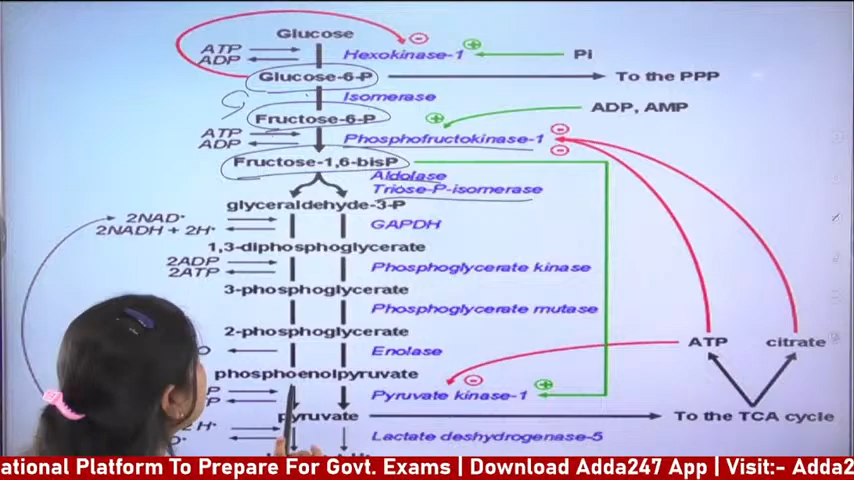 Glucose
ATP
ADP
Hexokinase-1
Pi
Glucose-6-P
To the PPP
Isomerase
ADP, AMP
Fructose-6-P
ATP
ADP
Phosphofructokinase-1
Fructose-1,6-bisP
Aldolase
Triose-P-isomerase
glyceraldehyde-3-P
2NAD⁺
2NADH + 2H⁺
GAPDH
1,3-diphosphoglycerate
2ADP
2ATP
Phosphoglycerate kinase
3-phosphoglycerate
Phosphoglycerate mutase
2-phosphoglycerate
ATP
citrate
O
Enolase
phosphoenolpyruvate
P
P
Pyruvate kinase-1
pyruvate
To the TCA cycle
Lactate deshydrogenase-5
ational Platform To Prepare For Govt. Exams | Download Adda247 App | Visit:- Adda2